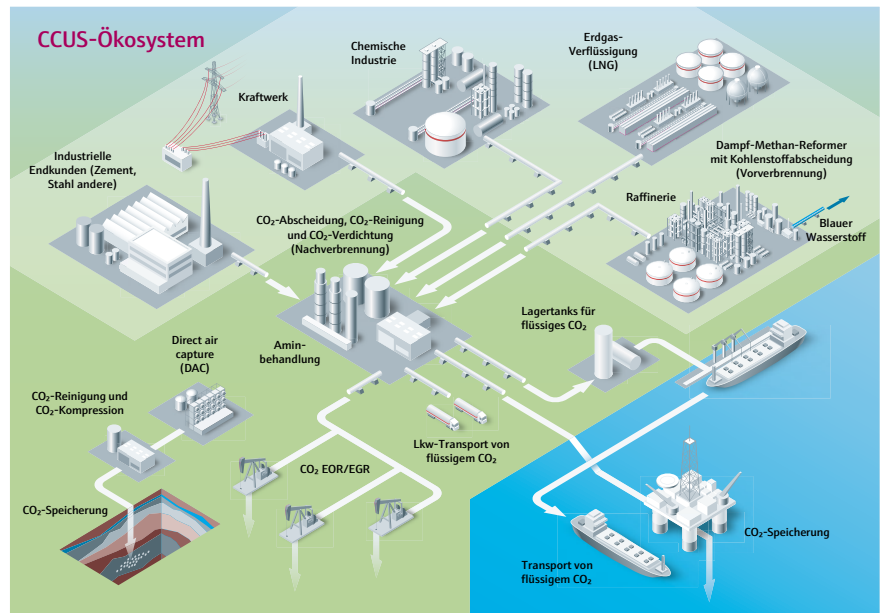 CCUS-Ökosystem
Kraftwerk
Chemische
Industrie
Erdgas-
Verflüssigung
(LNG)
Industrielle
Endkunden (Zement,
Stahl andere)
Dampf-Methan-Reformer
mit Kohlenstoffabscheidung
(Vorverbrennung)
Raffinerie
Blauer
Wasserstoff
CO₂-Abscheidung, CO₂-Reinigung
und CO₂-Verdichtung
(Nachverbrennung)
Lagertanks für
flüssiges CO₂
Amin-
behandlung
Direct air
capture
(DAC)
CO₂-Reinigung und
CO₂-Kompression
Lkw-Transport von
flüssigem CO₂
CO₂ EOR/EGR
CO₂-Speicherung
CO₂-Speicherung
Transport von
flüssigem CO₂